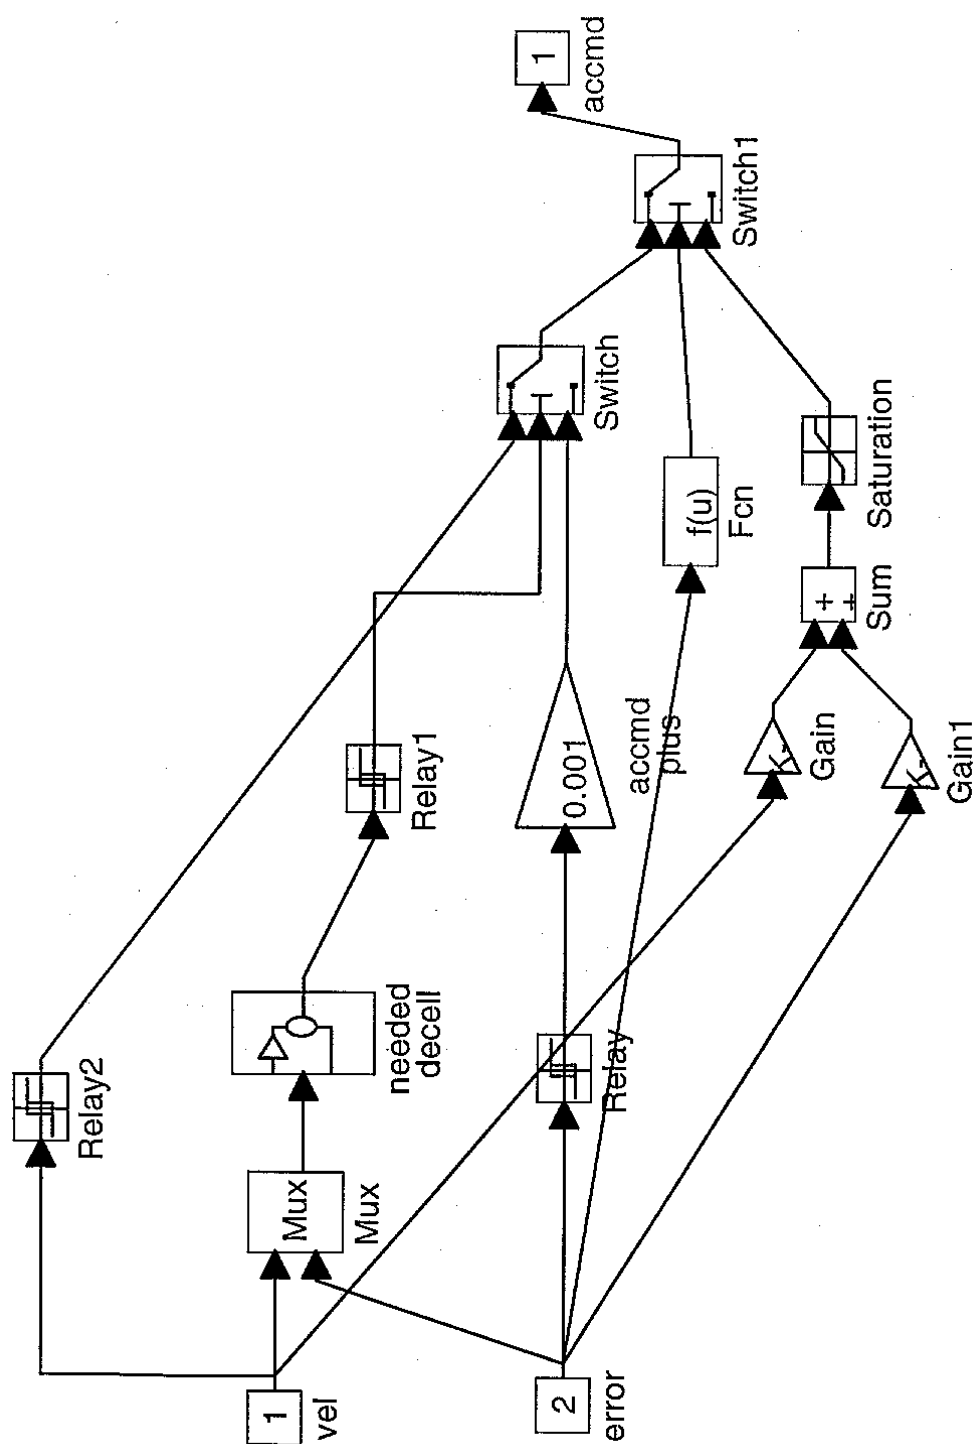 1
accmd
Switch1
Switch
Saturation
f(u)
Fcn
+
+
Sum
Relay1
0.001
accmd
plus
K-
Gain
K-
Gain1
needed
decell
Relay2
Relay
Mux
Mux
1
vel
2
error